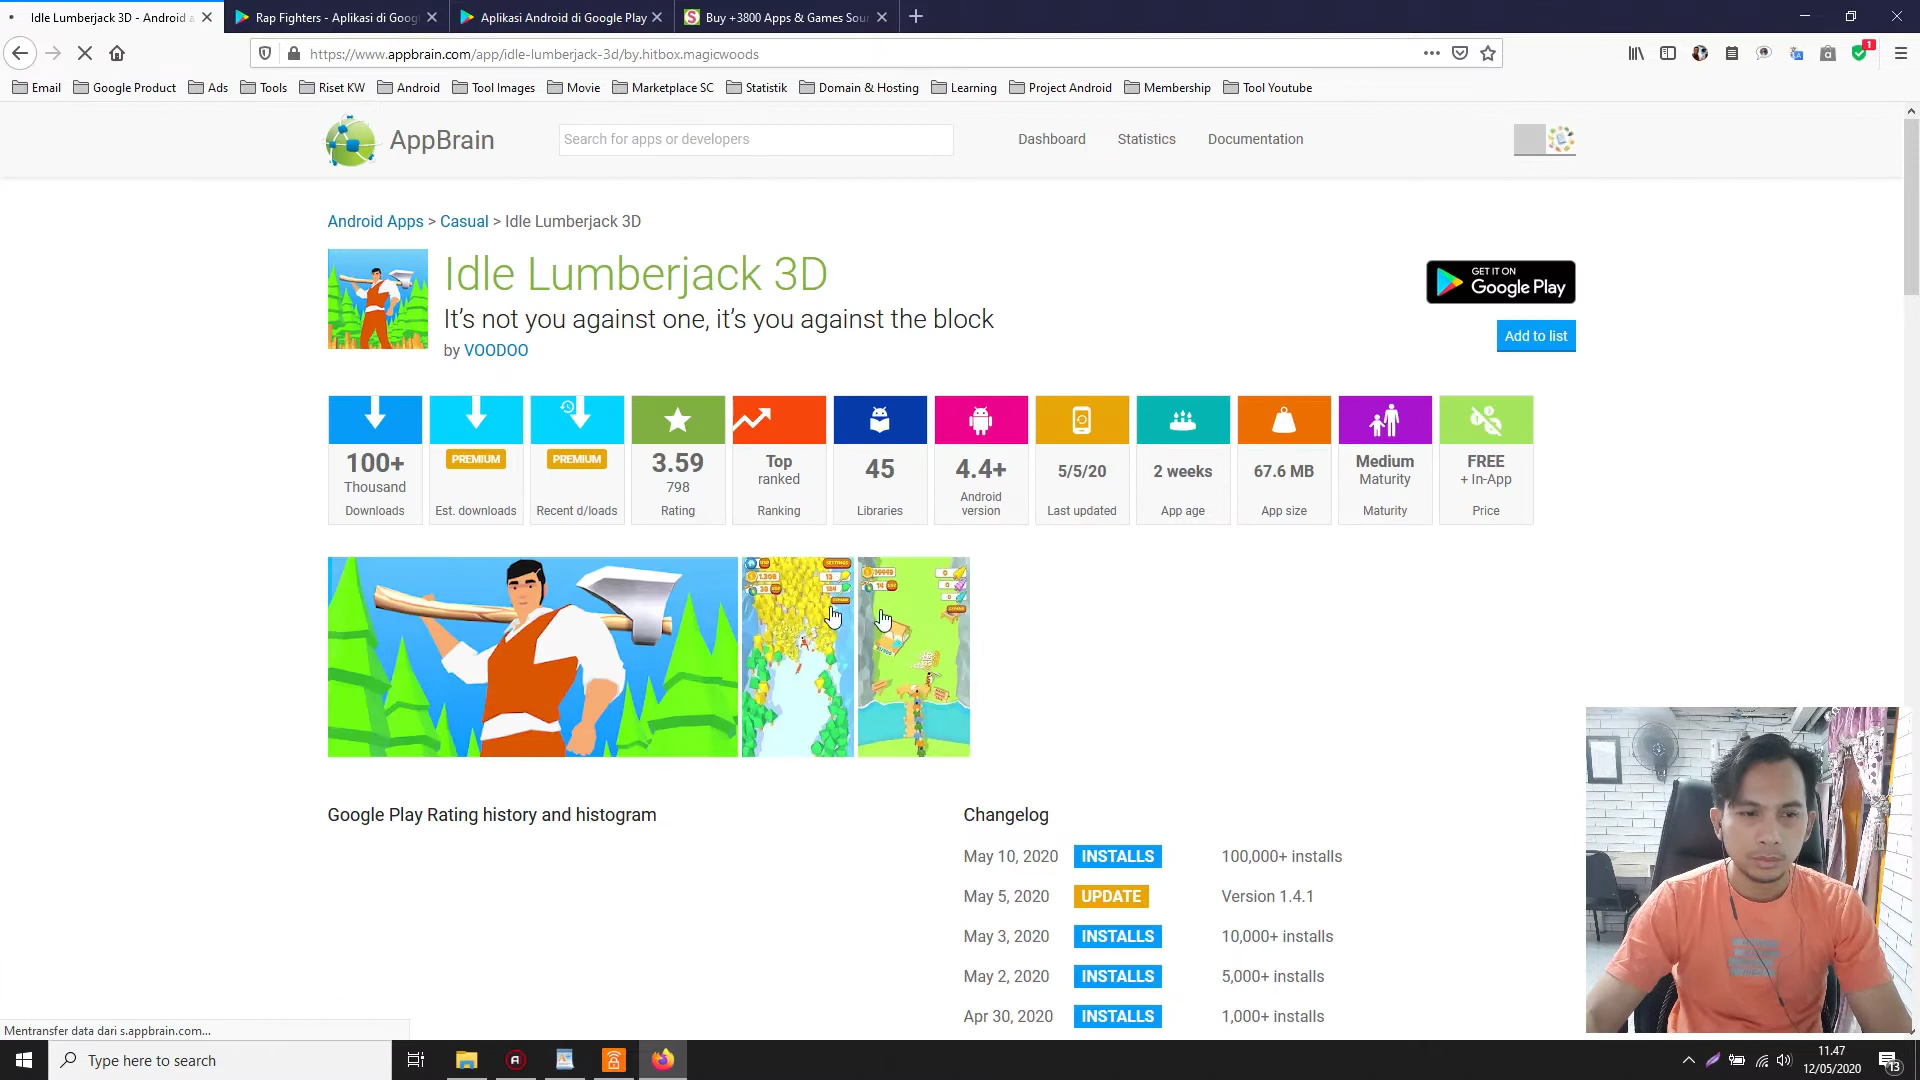 Idle Lumberjack 3D - Android a
Rap Fighters - Aplikasi di Goog
Aplikasi Android di Google Play
Buy +3800 Apps & Games Sour
https://www.appbrain.com/app/idle-lumberjack-3d/by.hitbox.magicwoods
1
Email
Google Product
Ads
Tools
Riset KW
Android
Tool Images
Movie
Marketplace SC
Statistik
Domain & Hosting
Learning
Project Android
Membership
Tool Youtube
AppBrain
Search for apps or developers
Dashboard
Statistics
Documentation
Android Apps > Casual > Idle Lumberjack 3D
Idle Lumberjack 3D
It's not you against one, it's you against the block
by VOODOO
GET IT ON
Google Play
Add to list
100+
Thousand
Downloads
PREMIUM
Est. downloads
PREMIUM
Recent d/loads
3.59
798
Rating
Top
ranked
Ranking
45
Libraries
4.4+
Android
version
5/5/20
Last updated
2 weeks
App age
67.6 MB
App size
Medium
Maturity
Maturity
FREE
+ In-App
Price
Google Play Rating history and histogram
Changelog
May 10, 2020 INSTALLS 100,000+ installs
May 5, 2020 UPDATE Version 1.4.1
May 3, 2020 INSTALLS 10,000+ installs
May 2, 2020 INSTALLS 5,000+ installs
Apr 30, 2020 INSTALLS 1,000+ installs
Mentransfer data dari s.appbrain.com...
Type here to search
11.47
12/05/2020
13